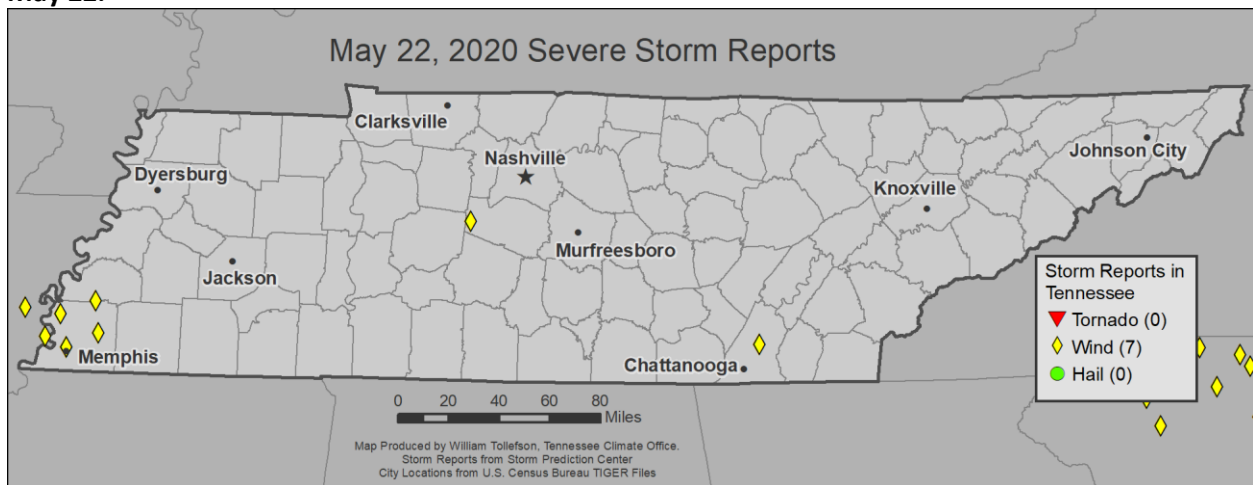 May 22, 2020 Severe Storm Reports
Clarksville
Nashville
Johnson City
Dyersburg
Knoxville
Murfreesboro
Jackson
Storm Reports in
Tennessee
Tornado (0)
Wind (7)
Hail (0)
Memphis
Chattanooga
0 20 40 60 80
Miles
Map Produced by William Tollefson, Tennessee Climate Office.
Storm Reports from Storm Prediction Center
City Locations from U.S. Census Bureau TIGER Files